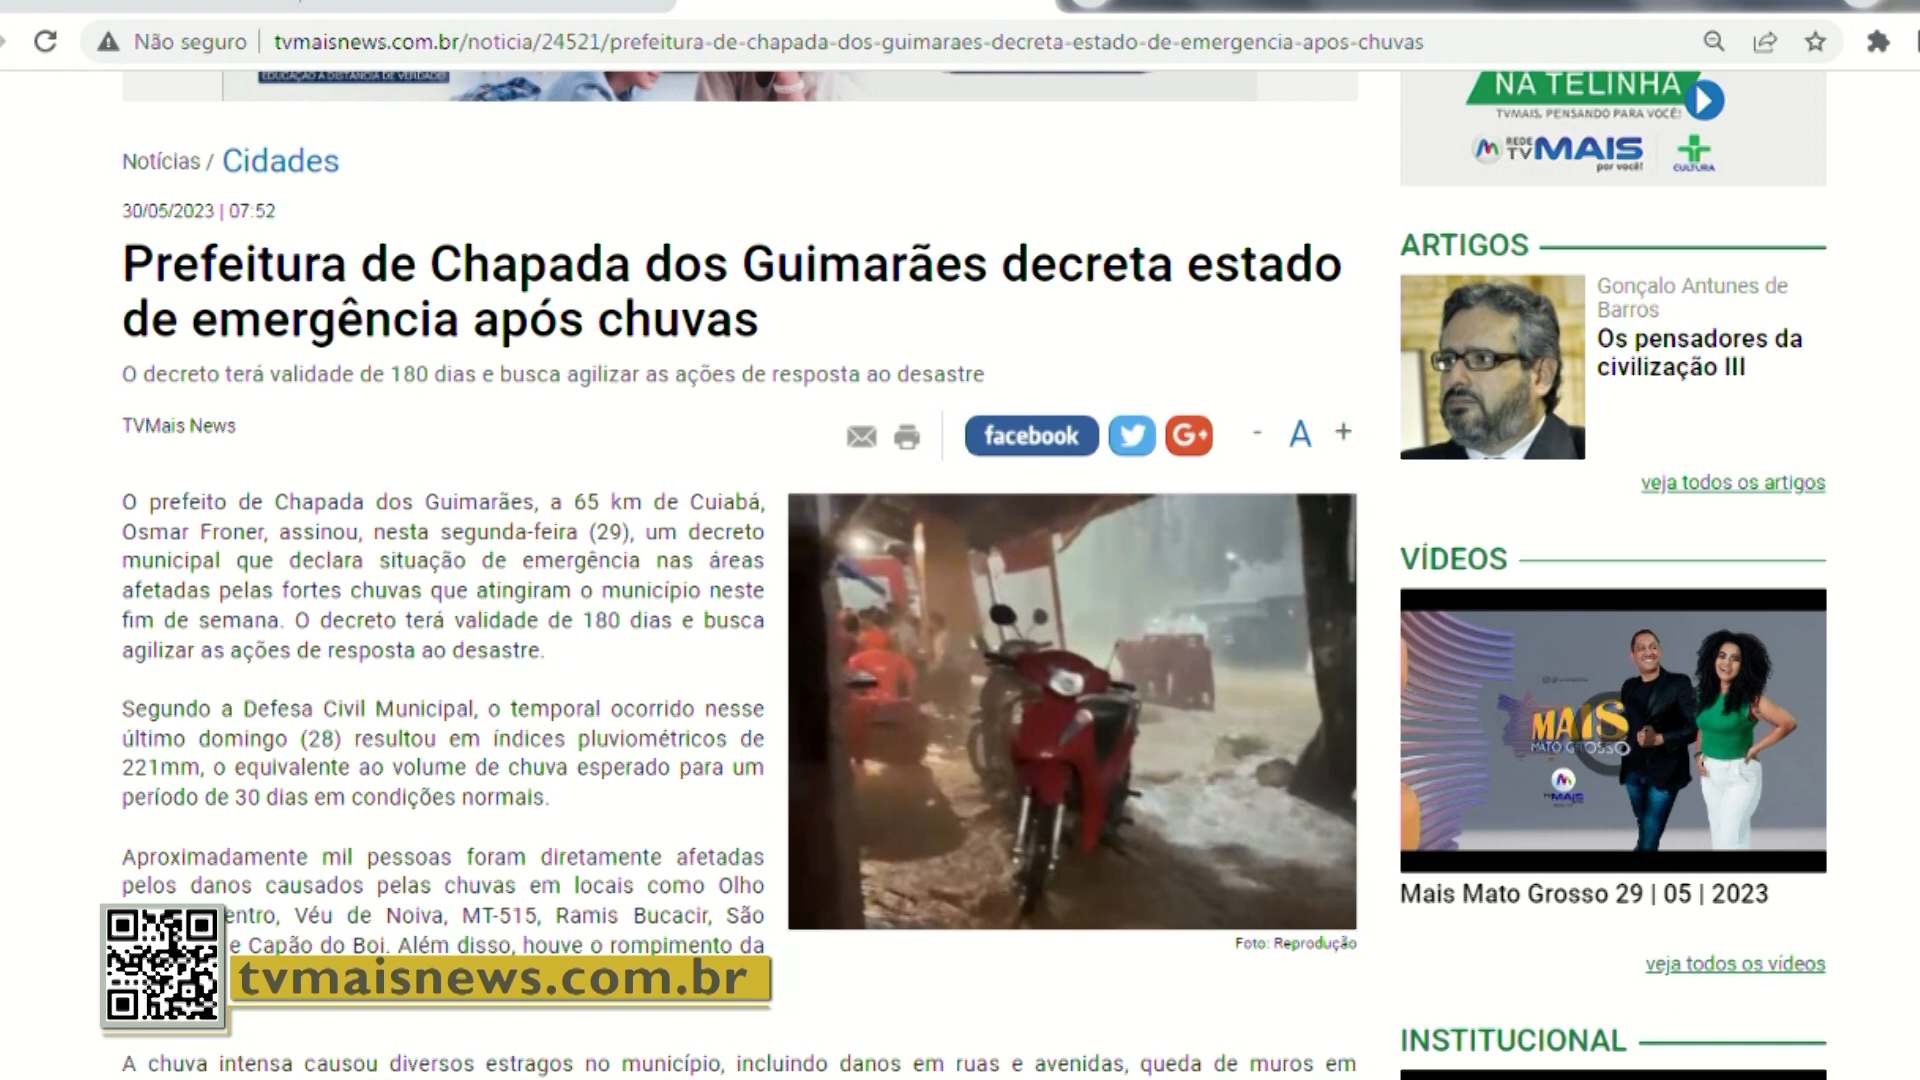 Não seguro
tvmaisnews.com.br/noticia/24521/prefeitura-de-chapada-dos-guimaraes-decreta-estado-de-emergencia-apos-chuvas
EDUCAÇÃO A DISTÂNCIA DE VERDADE!
NA TELINHA
TVMAIS, PENSANDO PARA VOCÊ!
REDE TVMAIS
por você!
CULTURA
Notícias / Cidades
30/05/2023 | 07:52
Prefeitura de Chapada dos Guimarães decreta estado
de emergência após chuvas
O decreto terá validade de 180 dias e busca agilizar as ações de resposta ao desastre
TVMais News
facebook
G+
- A +
O prefeito de Chapada dos Guimarães, a 65 km de Cuiabá,
Osmar Froner, assinou, nesta segunda-feira (29), um decreto
municipal que declara situação de emergência nas áreas
afetadas pelas fortes chuvas que atingiram o município neste
fim de semana. O decreto terá validade de 180 dias e busca
agilizar as ações de resposta ao desastre.
Segundo a Defesa Civil Municipal, o temporal ocorrido nesse
último domingo (28) resultou em índices pluviométricos de
221mm, o equivalente ao volume de chuva esperado para um
período de 30 dias em condições normais.
Aproximadamente mil pessoas foram diretamente afetadas
pelos danos causados pelas chuvas em locais como Olho
entro, Véu de Noiva, MT-515, Ramis Bucacir, São
e Capão do Boi. Além disso, houve o rompimento da
tvmaisnews.com.br
A chuva intensa causou diversos estragos no município, incluindo danos em ruas e avenidas, queda de muros em
Foto: Reprodução
ARTIGOS
Gonçalo Antunes de
Barros
Os pensadores da
civilização III
veja todos os artigos
VÍDEOS
MAIS
MATO GROSSO
TVMAIS
Mais Mato Grosso 29 | 05 | 2023
veja todos os vídeos
INSTITUCIONAL